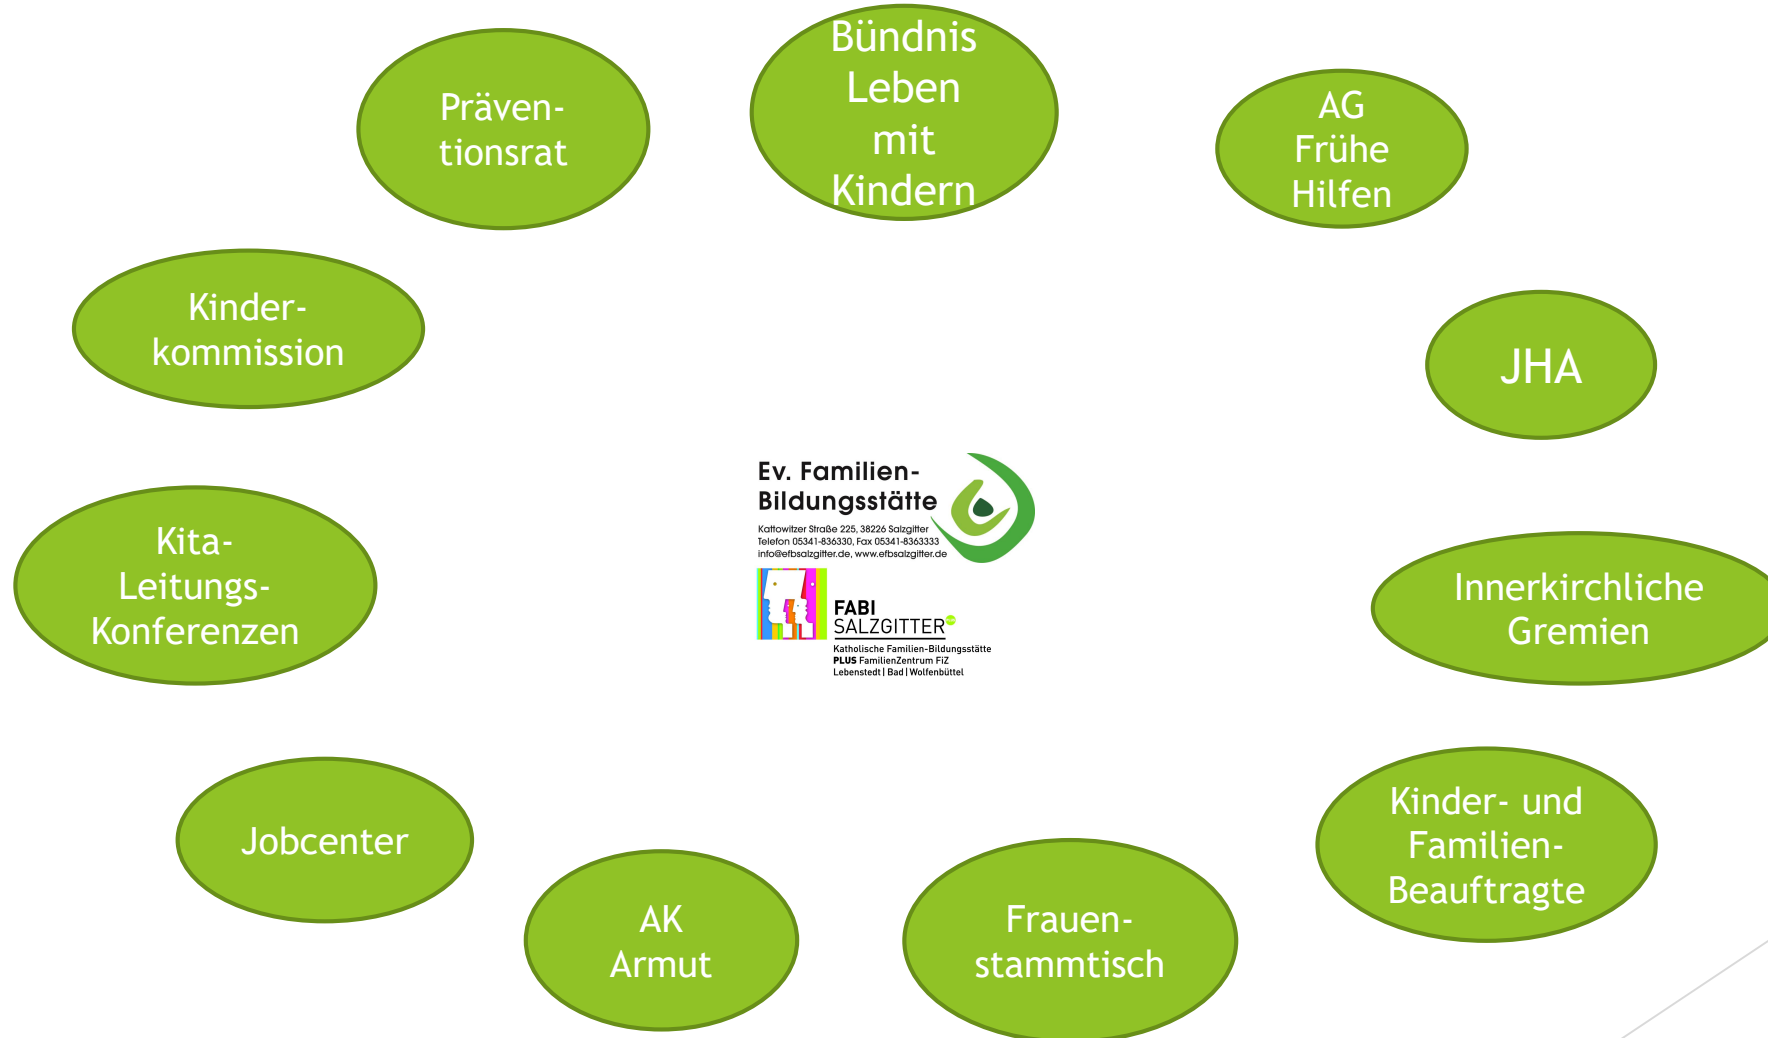 Bündnis
Leben
mit
Kindern
Präven-
tionsrat
AG
Frühe
Hilfen
Kinder-
kommission
JHA
Ev. Familien-
Bildungsstätte
Kattowitzer Straße 225, 38226 Salzgitter
Telefon 05341-836330, Fax 05341-8363333
info@efbsalzgitter.de, www.efbsalzgitter.de
FABI
SALZGITTER
Katholische Familien-Bildungsstätte
PLUS FamilienZentrum FiZ
Lebenstedt | Bad | Wolfenbüttel
Kita-
Leitungs-
Konferenzen
Innerkirchliche
Gremien
Jobcenter
Kinder- und
Familien-
Beauftragte
AK
Armut
Frauen-
stammtisch